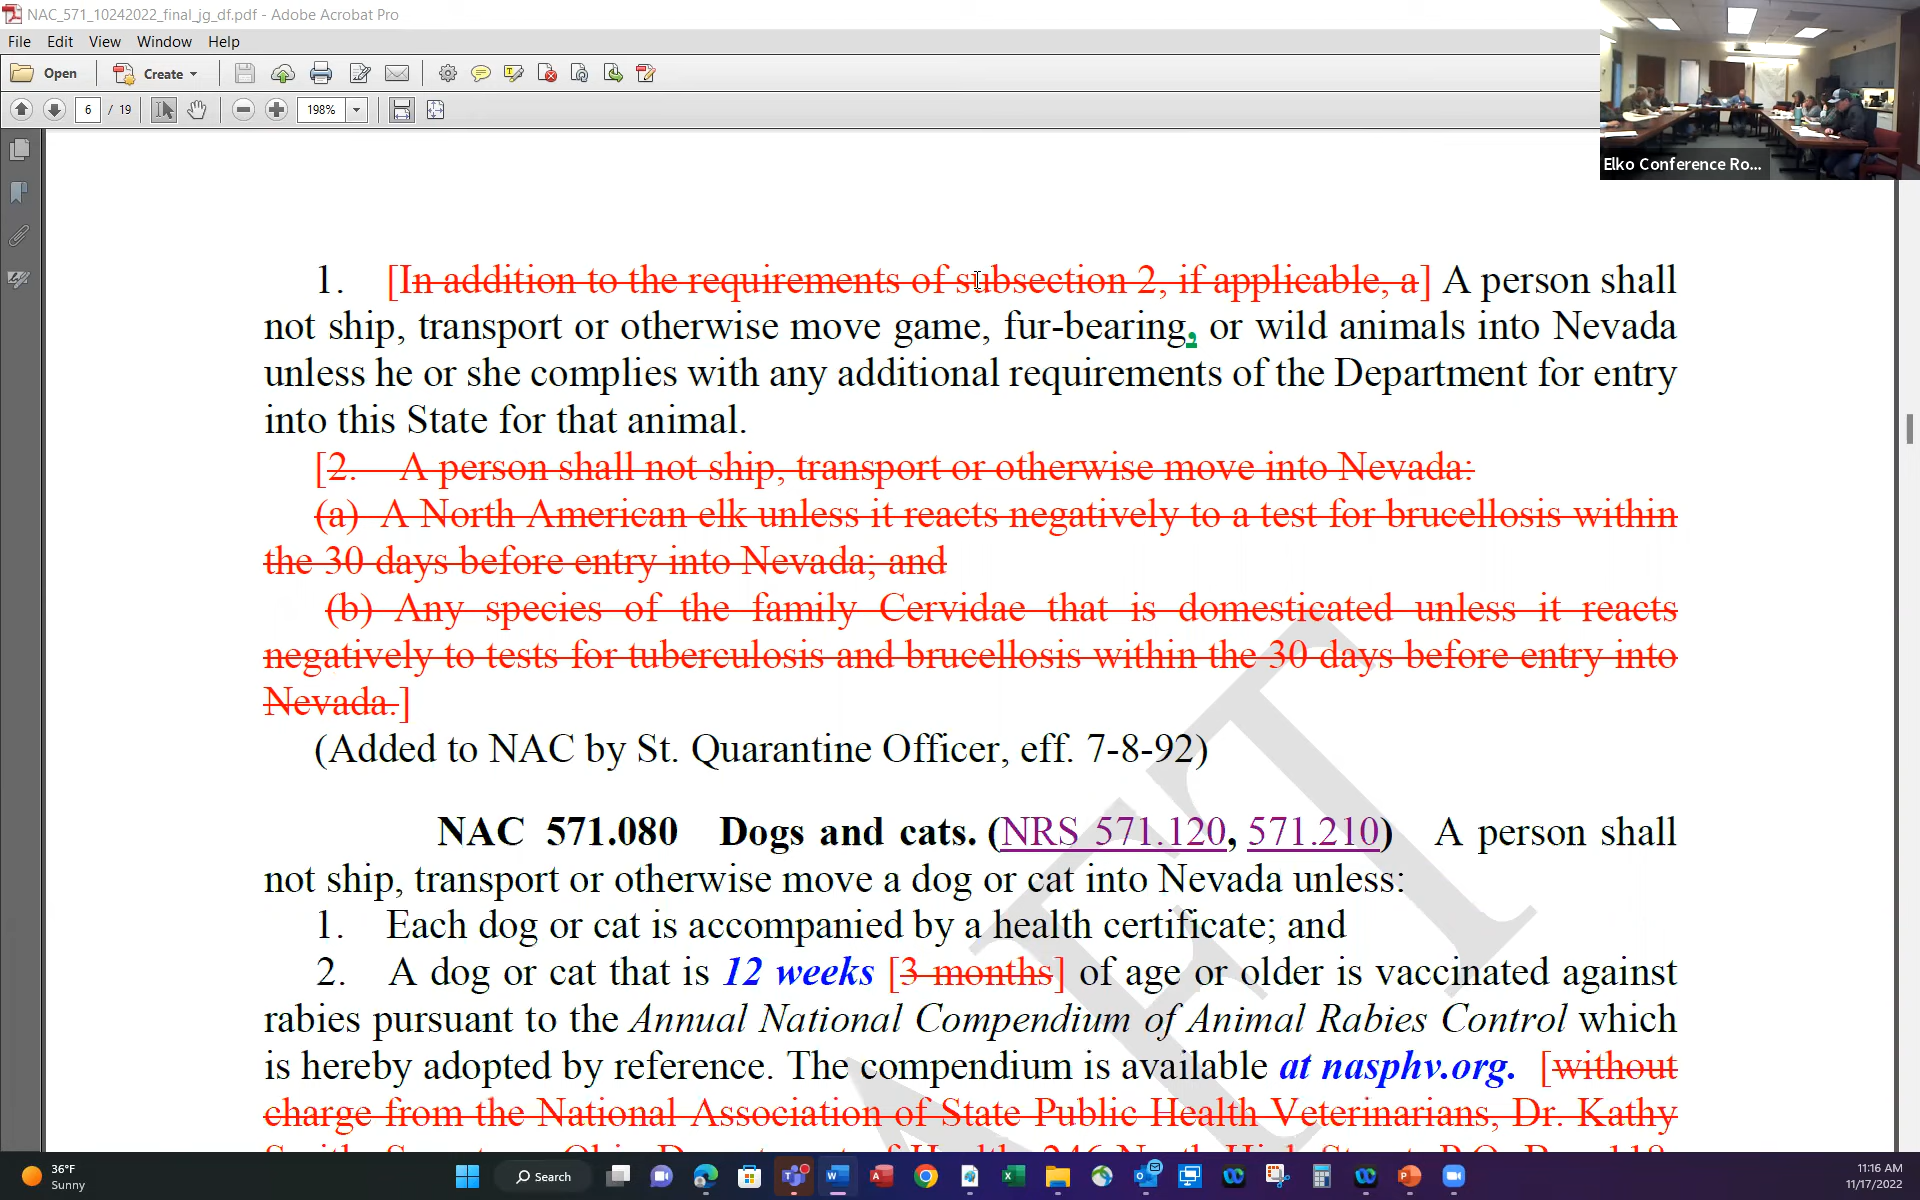 NAC_571_10242022_final_jg_df.pdf - Adobe Acrobat Pro
File Edit View Window Help
Open Create
6 / 19 198%
Elko Conference Ro...
1. [In addition to the requirements of subsection 2, if applicable, a] A person shall
not ship, transport or otherwise move game, fur-bearing, or wild animals into Nevada
unless he or she complies with any additional requirements of the Department for entry
into this State for that animal.
[2. A person shall not ship, transport or otherwise move into Nevada:
(a) A North American elk unless it reacts negatively to a test for brucellosis within
the 30 days before entry into Nevada; and
(b) Any species of the family Cervidae that is domesticated unless it reacts
negatively to tests for tuberculosis and brucellosis within the 30 days before entry into
Nevada.]
(Added to NAC by St. Quarantine Officer, eff. 7-8-92)
NAC 571.080 Dogs and cats. (NRS 571.120, 571.210) A person shall
not ship, transport or otherwise move a dog or cat into Nevada unless:
1. Each dog or cat is accompanied by a health certificate; and
2. A dog or cat that is 12 weeks [3 months] of age or older is vaccinated against
rabies pursuant to the Annual National Compendium of Animal Rabies Control which
is hereby adopted by reference. The compendium is available at nasphv.org. [without
charge from the National Association of State Public Health Veterinarians, Dr. Kathy
36°F
Sunny
Search
11:16 AM
11/17/2022